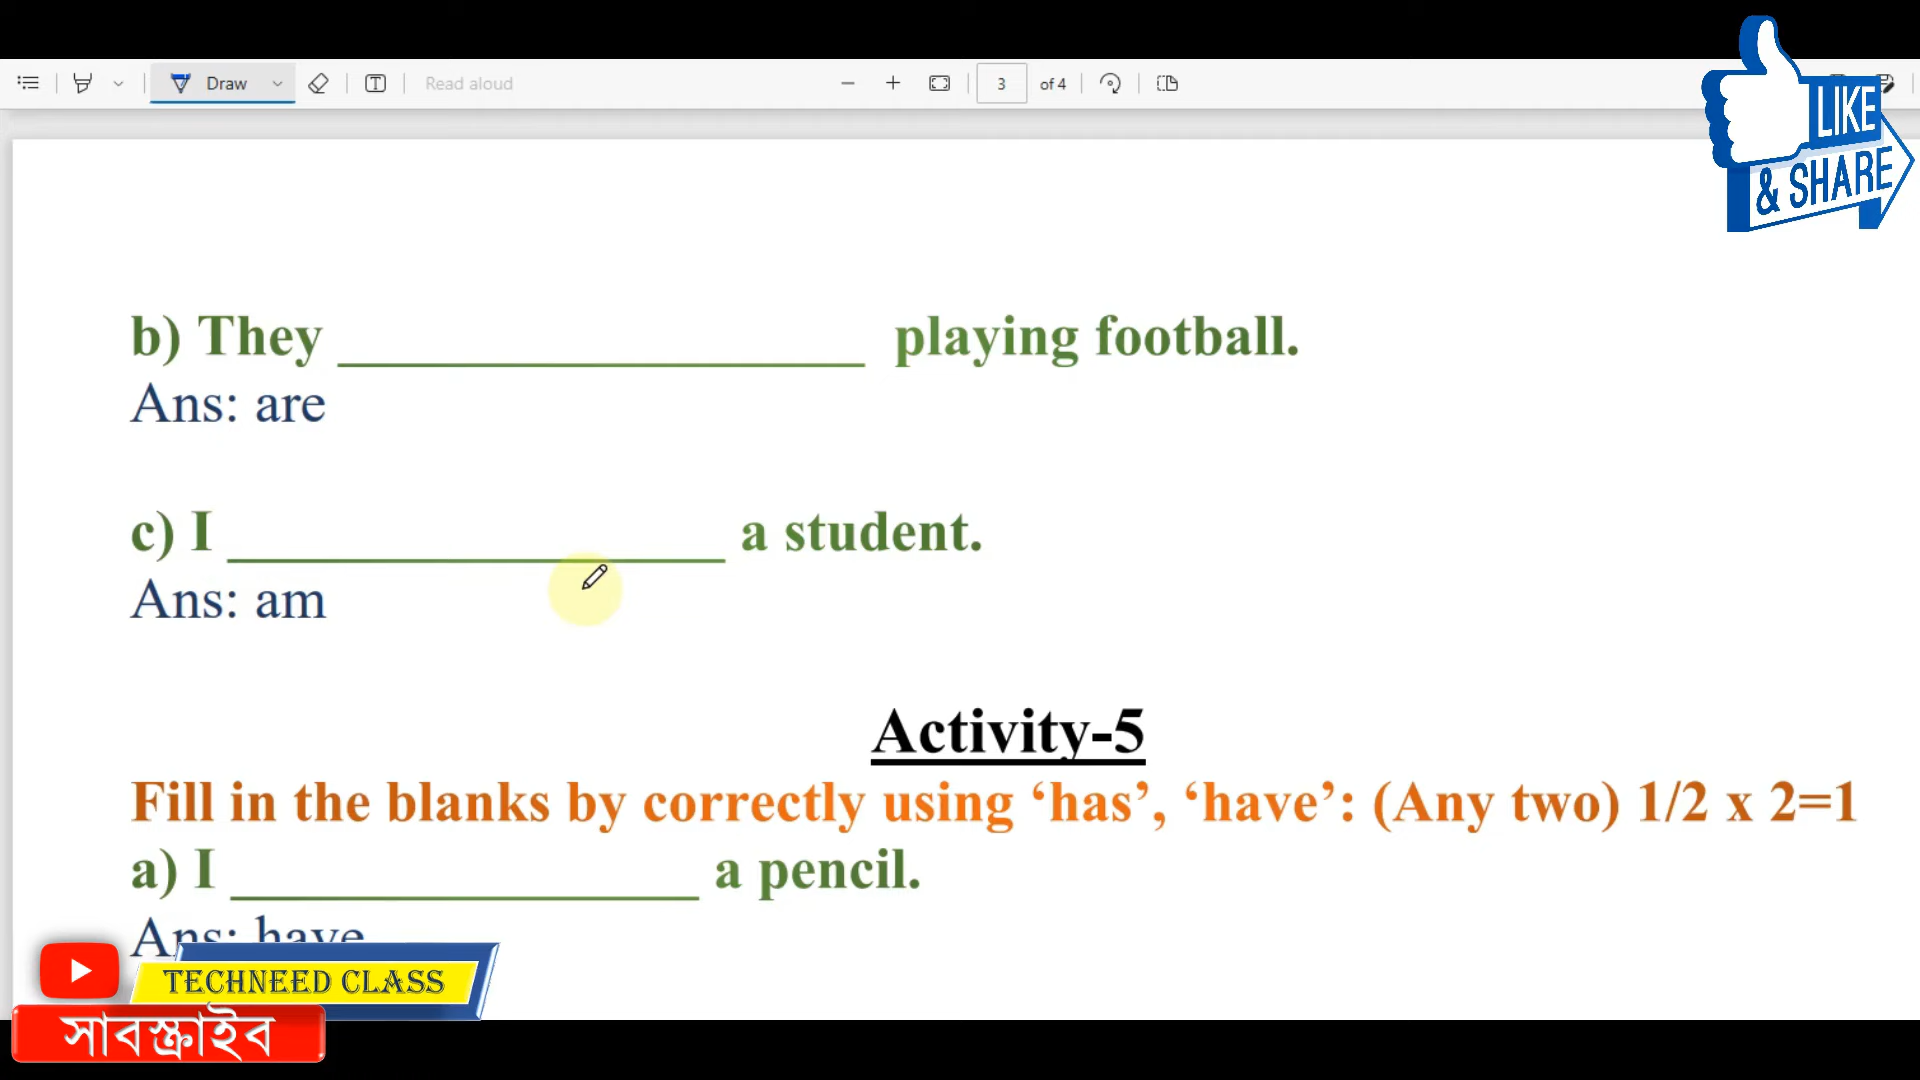 Draw
Read aloud
3 of 4
LIKE
& SHARE
b) They ____________________ playing football.
Ans: are
c) I ____________________ a student.
Ans: am
Activity-5
Fill in the blanks by correctly using ‘has’, ‘have’: (Any two) 1/2 x 2=1
a) I ____________________ a pencil.
Ans: have
TECHNEED CLASS
সাবস্ক্রাইব